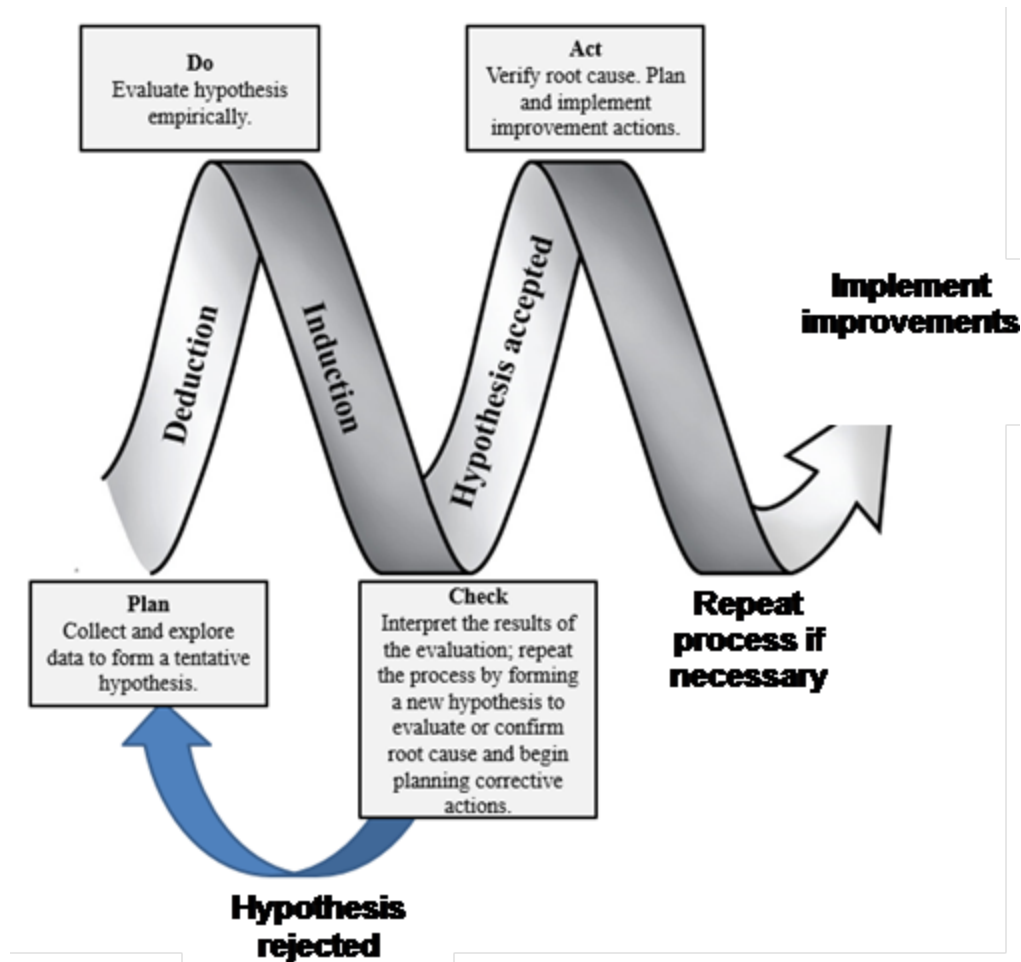 Do
Evaluate hypothesis
empirically.
Act
Verify root cause. Plan
and implement
improvement actions.
Deduction
Induction
Hypothesis accepted
Implement
improvements
Plan
Collect and explore
data to form a tentative
hypothesis.
Check
Interpret the results of
the evaluation; repeat
the process by forming
a new hypothesis to
evaluate or confirm
root cause and begin
planning corrective
actions.
Repeat
process if
necessary
Hypothesis
rejected